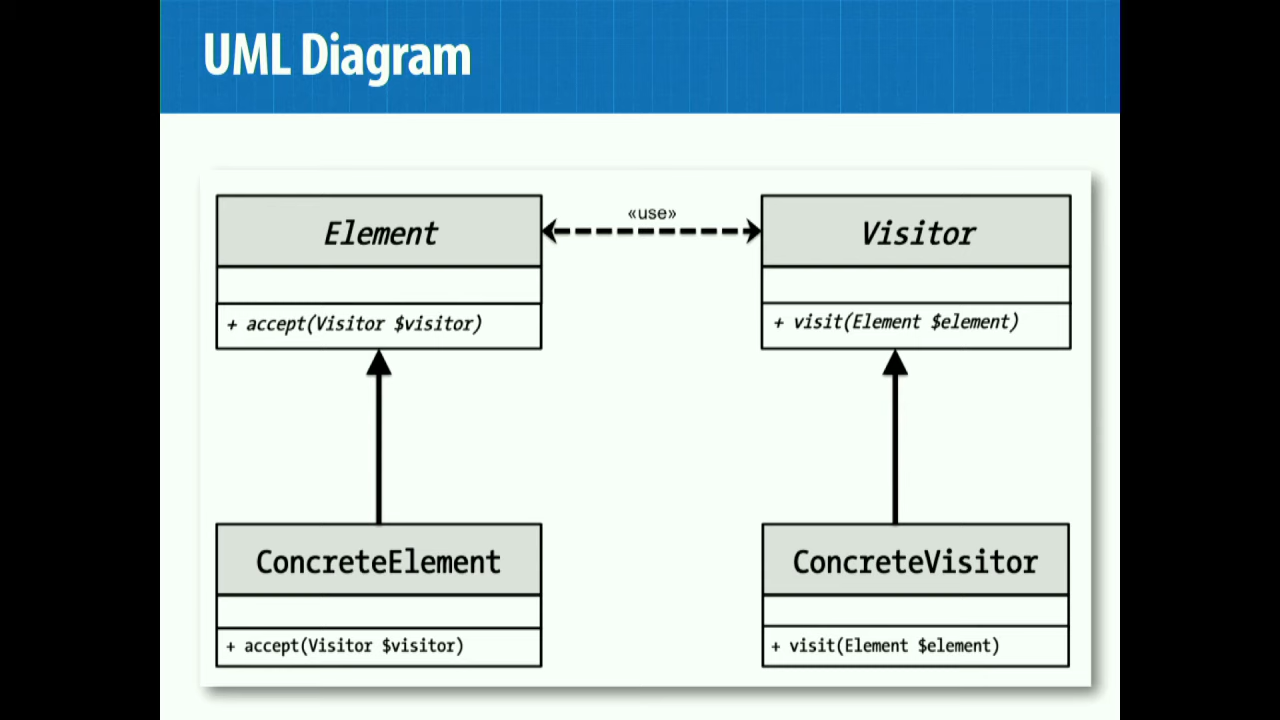 UML Diagram
Element
«use»
Visitor
+ accept(Visitor $visitor)
+ visit(Element $element)
ConcreteElement
ConcreteVisitor
+ accept(Visitor $visitor)
+ visit(Element $element)